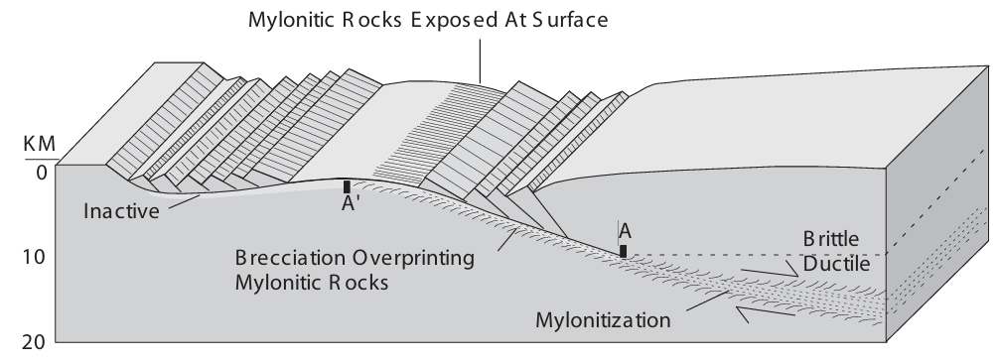 Mylonitic Rocks Exposed At Surface
KM
0
Inactive
A'
A
Brittle
Ductile
10
Brecciation Overprinting
Mylonitic Rocks
Mylonitization
20